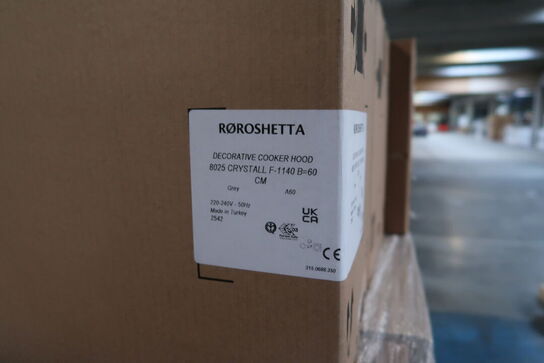 RØROSHETTA
DECORATIVE COOKER HOOD
8025 CRYSTALL F-1140 B=60
CM
Grey A60
220-240V - 50Hz
Made in Turkey
2542
UK
CA
CE
315.0688.250